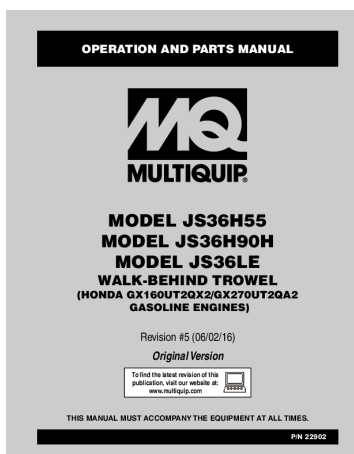 OPERATION AND PARTS MANUAL
MQ
MULTIQUIP®
MODEL JS36H55
MODEL JS36H90H
MODEL JS36LE
WALK-BEHIND TROWEL
(HONDA GX160UT2QX2/GX270UT2QA2
GASOLINE ENGINES)
Revision #5 (06/02/16)
Original Version
To find the latest revision of this
publication, visit our website at:
www.multiquip.com
THIS MANUAL MUST ACCOMPANY THE EQUIPMENT AT ALL TIMES.
P/N 22902